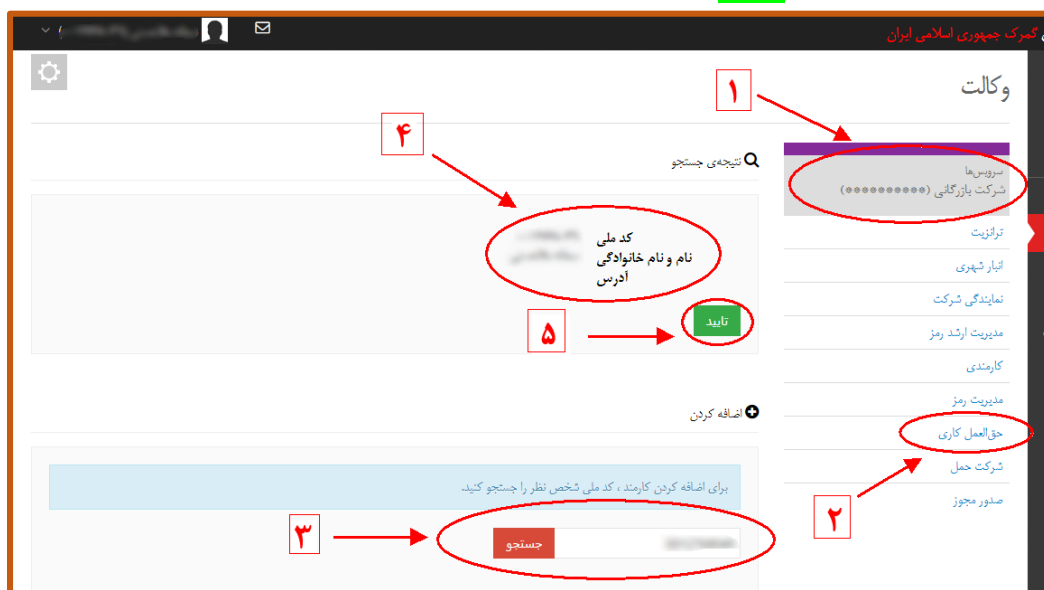 گمرک جمهوری اسلامی ایران
وکالت
۱
۴
نتیجه‌ی جستجو
سرویس‌ها
شرکت بازرگانی (**********)
کد ملی
نام و نام خانوادگی
آدرس
تایید
۵
ترانزیت
انبار شهری
نمایندگی شرکت
مدیریت ارشد رمز
کارمندی
مدیریت رمز
حق‌العمل کاری
شرکت حمل
صدور مجوز
۲
اضافه کردن
برای اضافه کردن کارمند ، کد ملی شخص نظر را جستجو کنید.
جستجو
۳